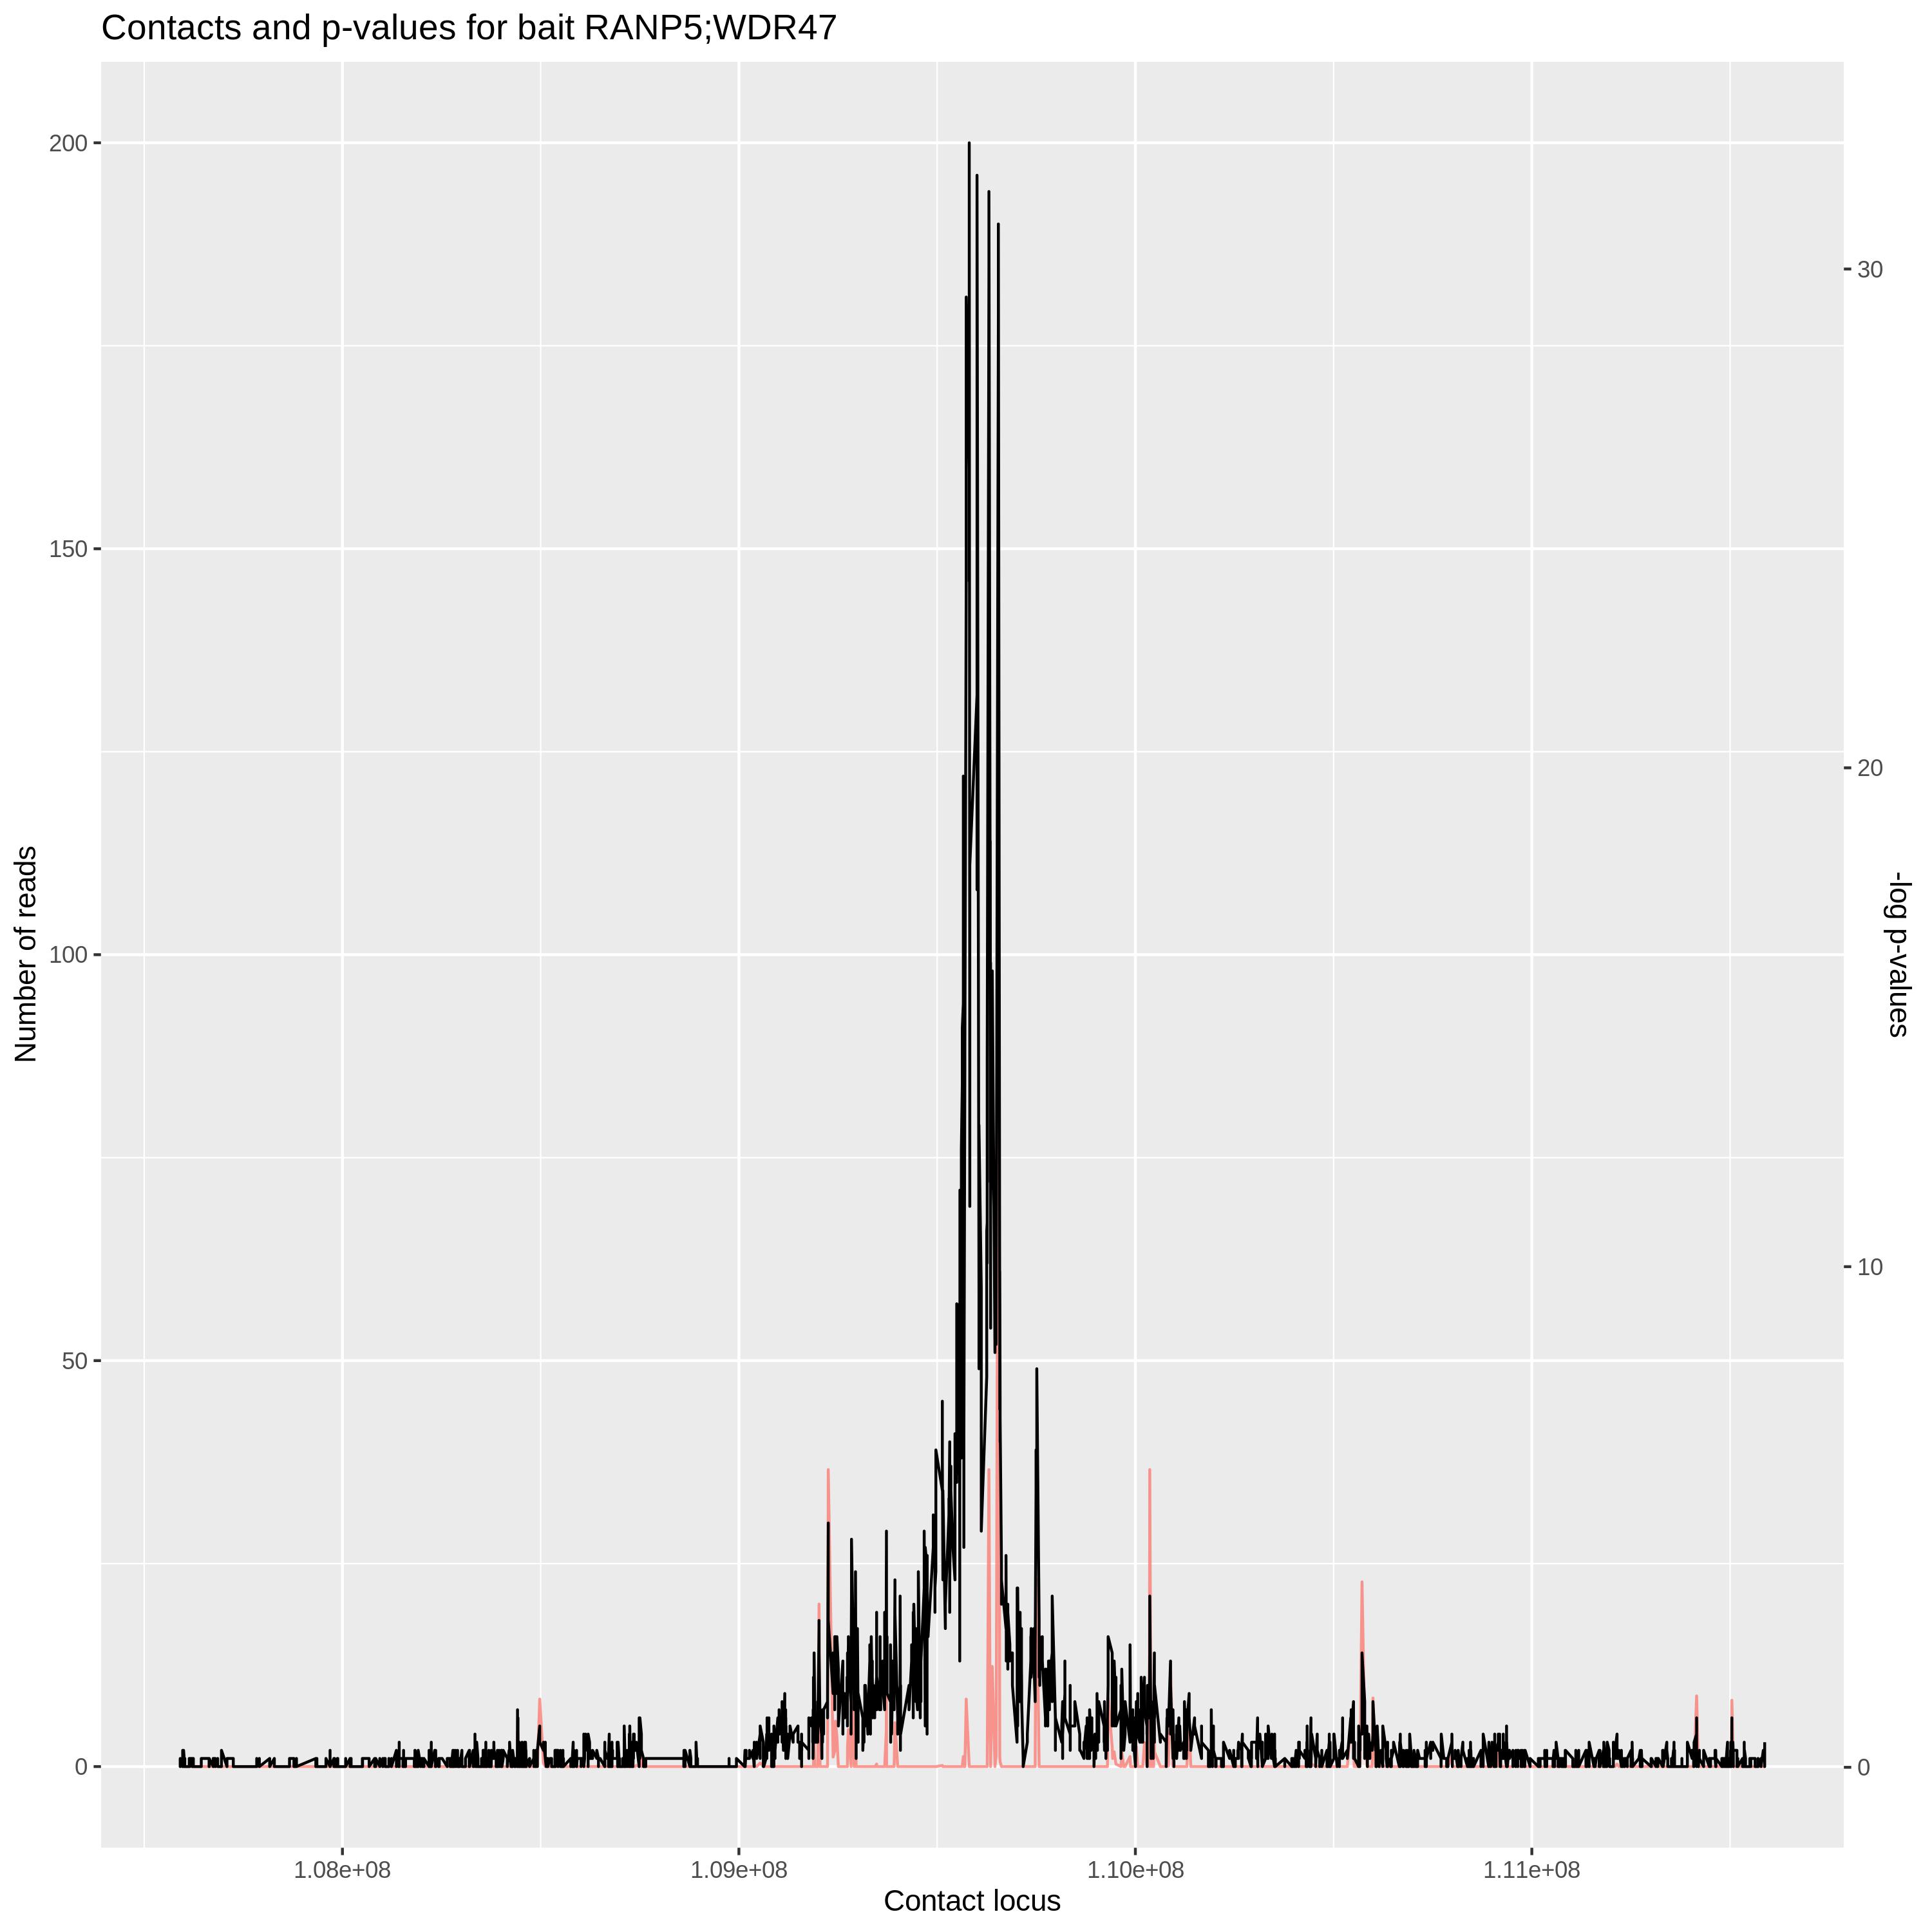 Contacts and p-values for bait RANP5;WDR47
200
150
100
50
0
Number of reads
30
20
10
0
-log p-values
1.08e+08 1.09e+08 1.10e+08 1.11e+08
Contact locus